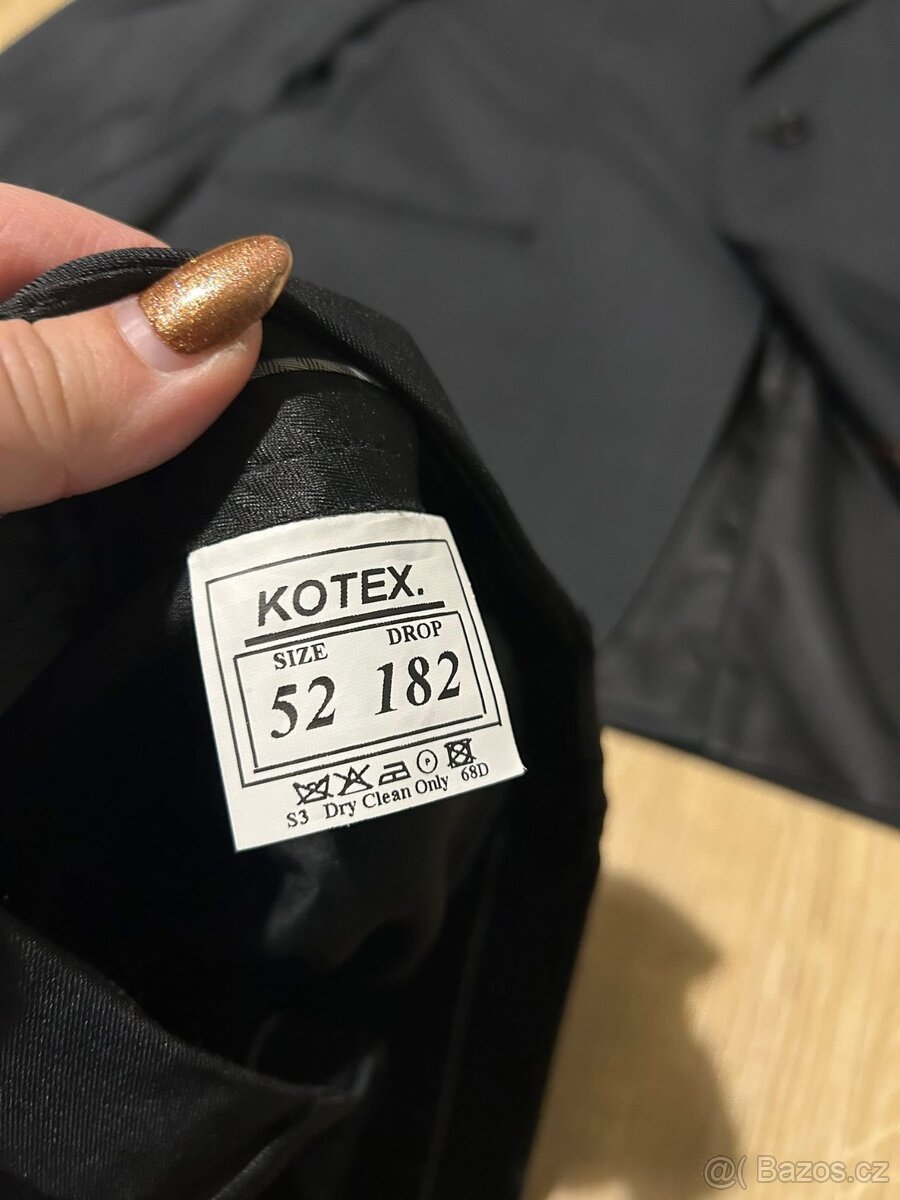 KOTEX.
SIZE DROP
52 182
S3 Dry Clean Only 68D
@( Bazos.cz